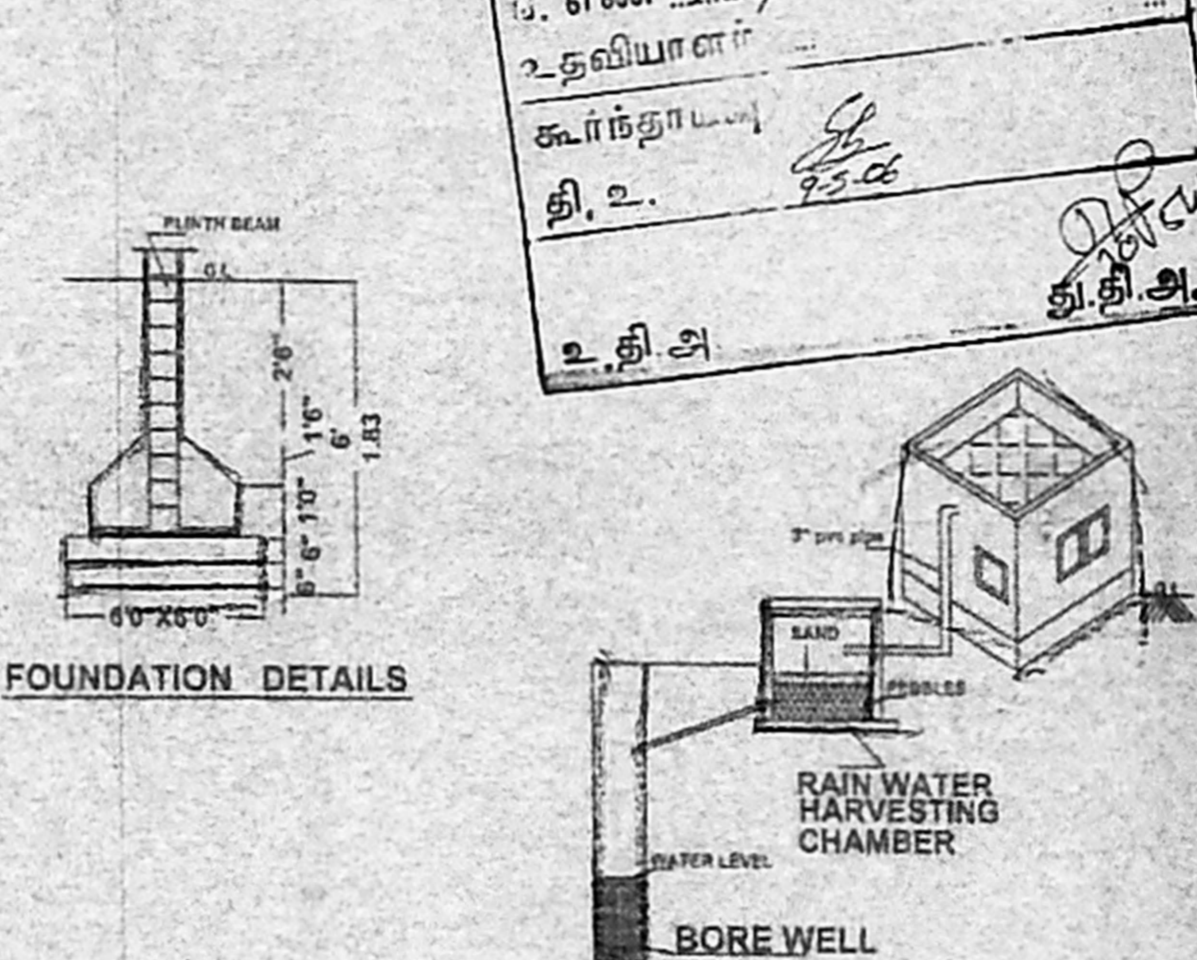 உதவியாளர்
தி. உ.
9-5-06
உ.தி.அ
து.தி.அ.
PLINTH BEAM
G.L
2'6"
1'6"
6'
1.83
1'0"
6"
6"
6'0"X6'0"
FOUNDATION DETAILS
3" pvc pipe
SAND
PEBBLES
RAIN WATER
HARVESTING
CHAMBER
WATER LEVEL
BORE WELL